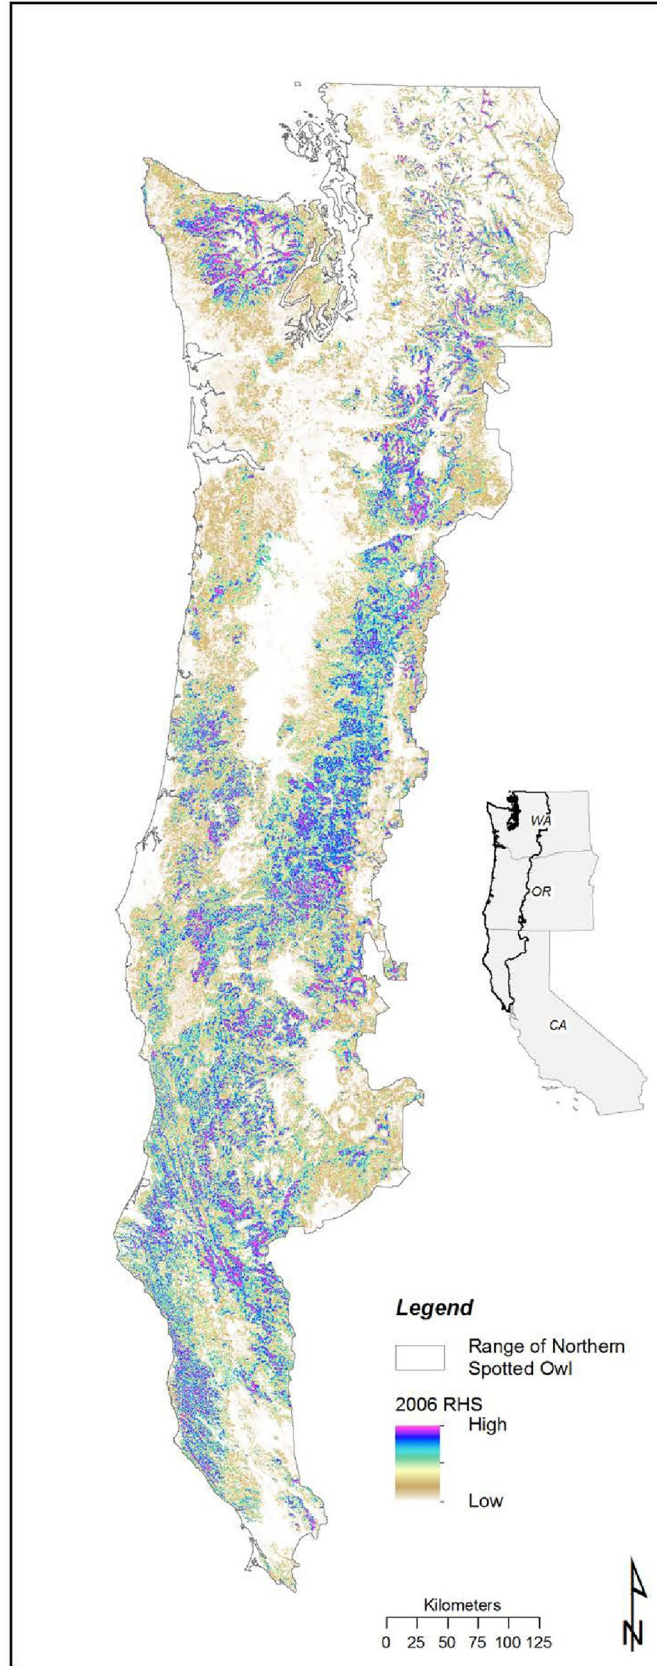 WA
OR
CA
Legend
Range of Northern
Spotted Owl
2006 RHS
High
Low
Kilometers
0 25 50 75 100 125
N